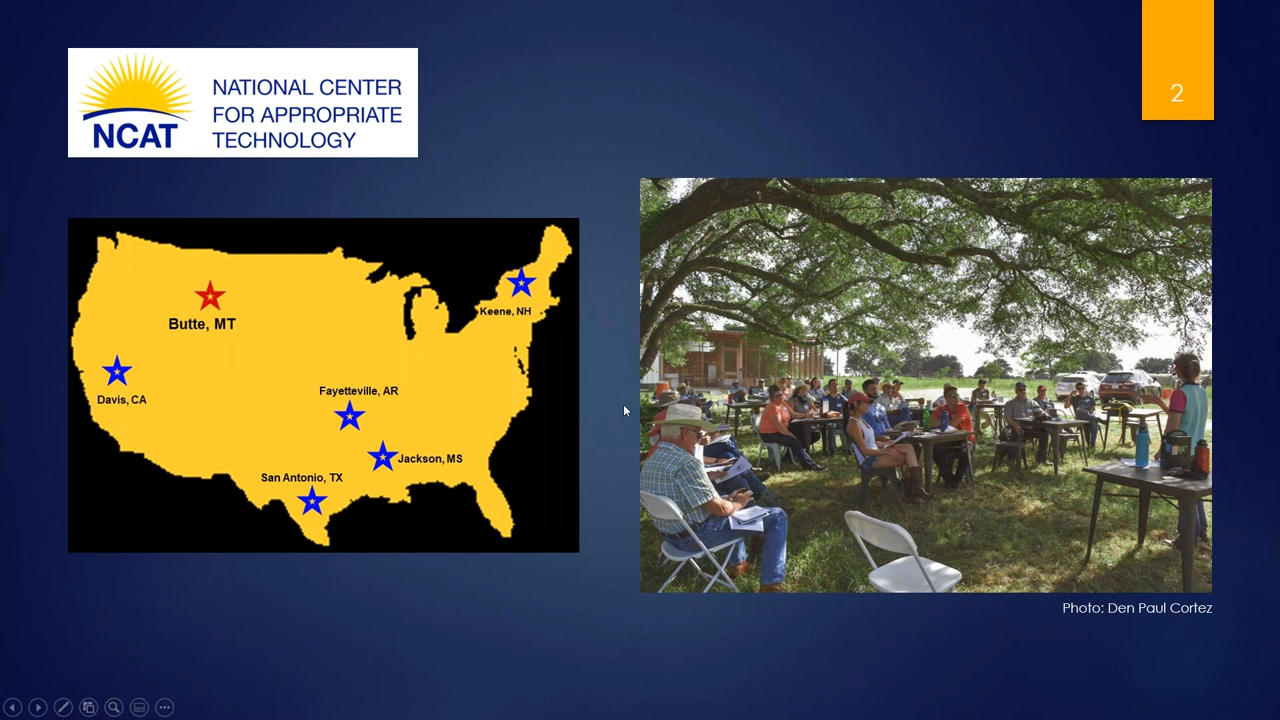 NCAT
NATIONAL CENTER
FOR APPROPRIATE
TECHNOLOGY
2
Butte, MT
Keene, NH
Davis, CA
Fayetteville, AR
Jackson, MS
San Antonio, TX
Photo: Den Paul Cortez